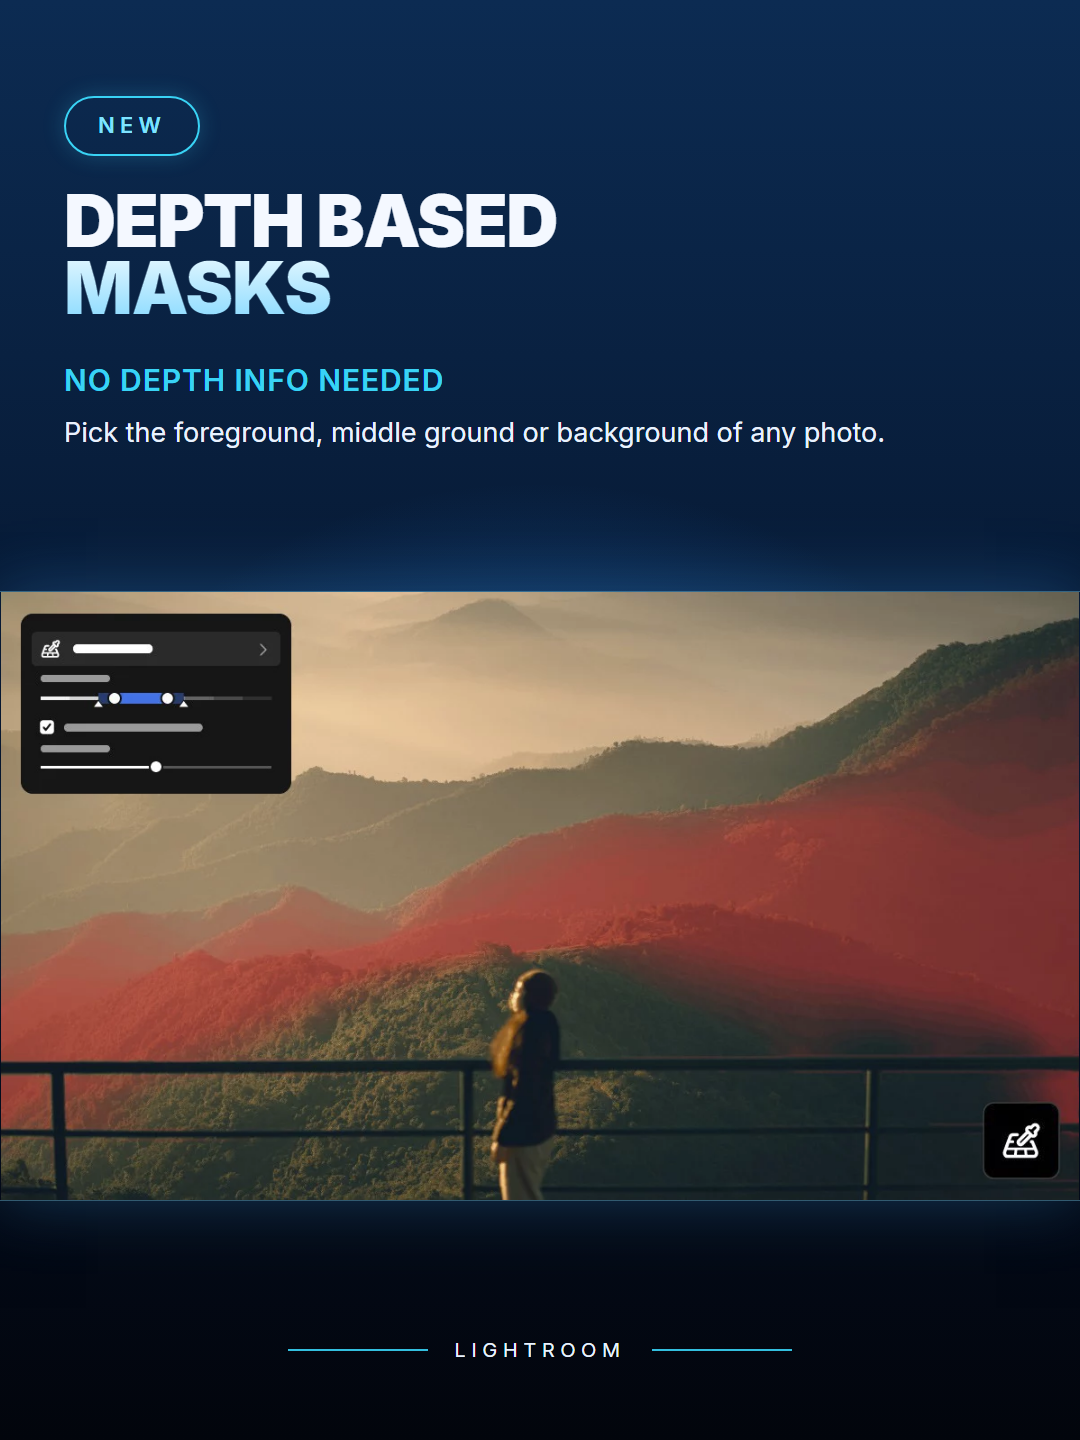 NEW
DEPTH BASED
MASKS
NO DEPTH INFO NEEDED
Pick the foreground, middle ground or background of any photo.
LIGHTROOM